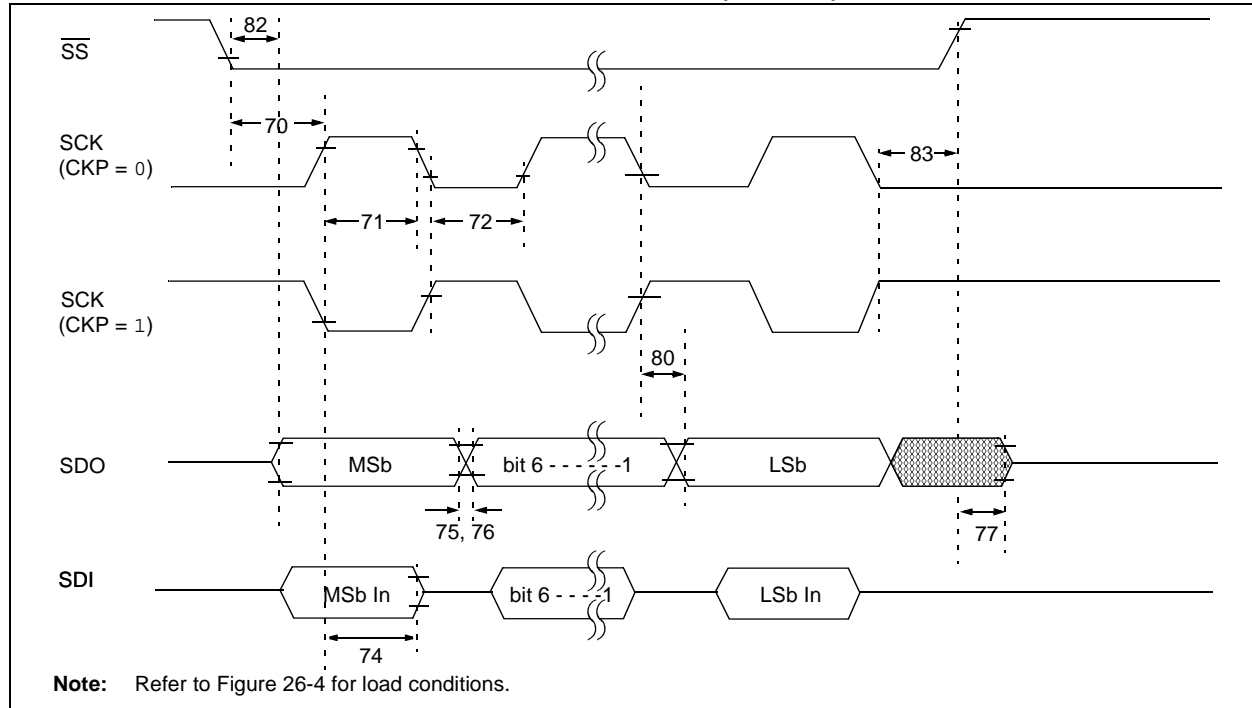 82
SS
70
SCK
(CKP = 0)
83
71
72
SCK
(CKP = 1)
80
SDO
MSb
bit 6 - - - - - -1
LSb
75, 76
77
SDI
MSb In
bit 6 - - - -1
LSb In
74
Note: Refer to Figure 26-4 for load conditions.